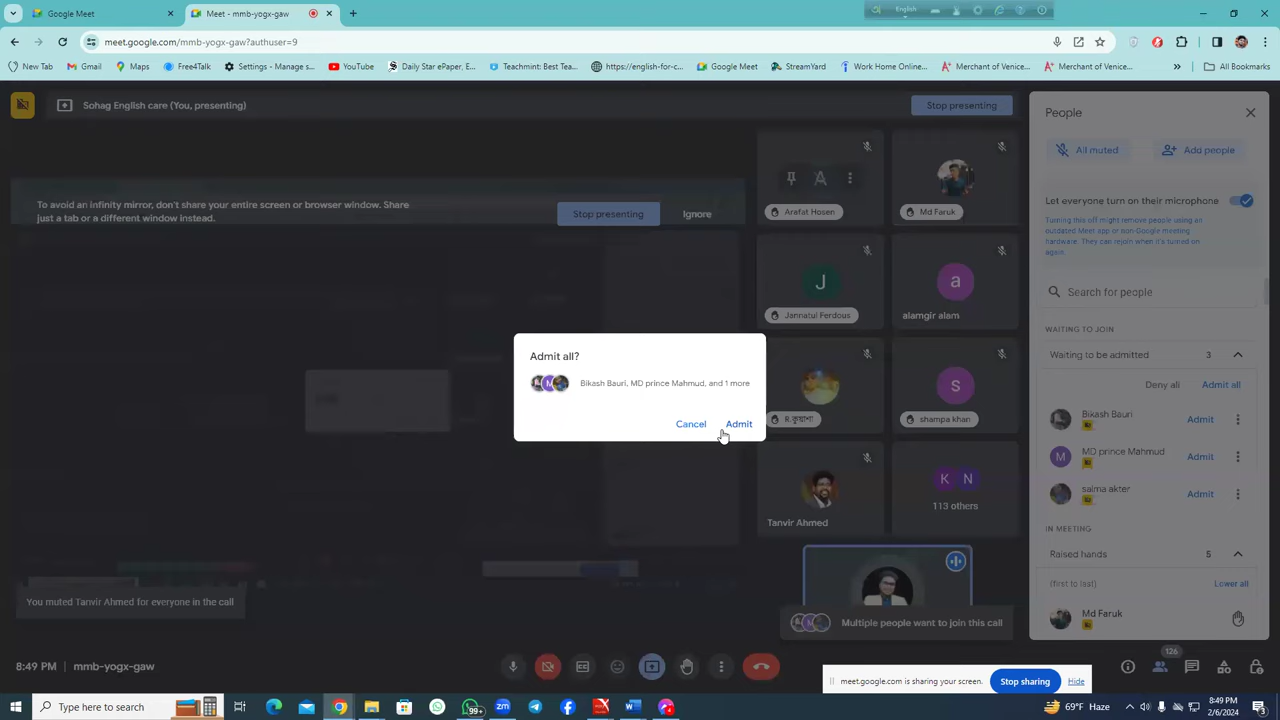 Google Meet
Meet - mmb-yogx-gaw
English
meet.google.com/mmb-yogx-gaw?authuser=9
New Tab
Gmail
Maps
Free4Talk
Settings - Manage s...
YouTube
Daily Star ePaper, E...
Teachmint: Best Tea...
https://english-for-c...
Google Meet
StreamYard
Work Home Online...
Merchant of Venice...
Merchant of Venice...
»
All Bookmarks
Sohag English care (You, presenting)
Stop presenting
To avoid an infinity mirror, don't share your entire screen or browser window. Share
just a tab or a different window instead.
Stop presenting
Ignore
Arafat Hosen
Md Faruk
J
Jannatul Ferdous
a
alamgir alam
R.কৃয়াশা
s
shampa khan
Tanvir Ahmed
K N
113 others
Admit all?
M
Bikash Bauri, MD prince Mahmud, and 1 more
Cancel
Admit
You muted Tanvir Ahmed for everyone in the call
Multiple people want to join this call
People
All muted
Add people
Let everyone turn on their microphone
Turning this off might remove people using an
outdated Meet app or non-Google meeting
hardware. They can rejoin when it's turned on
again.
Search for people
WAITING TO JOIN
Waiting to be admitted 3
Deny all
Admit all
Bikash Bauri
Admit
M
MD prince Mahmud
Admit
salma akter
Admit
IN MEETING
Raised hands 5
(first to last)
Lower all
Md Faruk
8:49 PM | mmb-yogx-gaw
126
meet.google.com is sharing your screen.
Stop sharing
Hide
Type here to search
99+
zm
W
69°F Haze
8:49 PM
2/6/2024